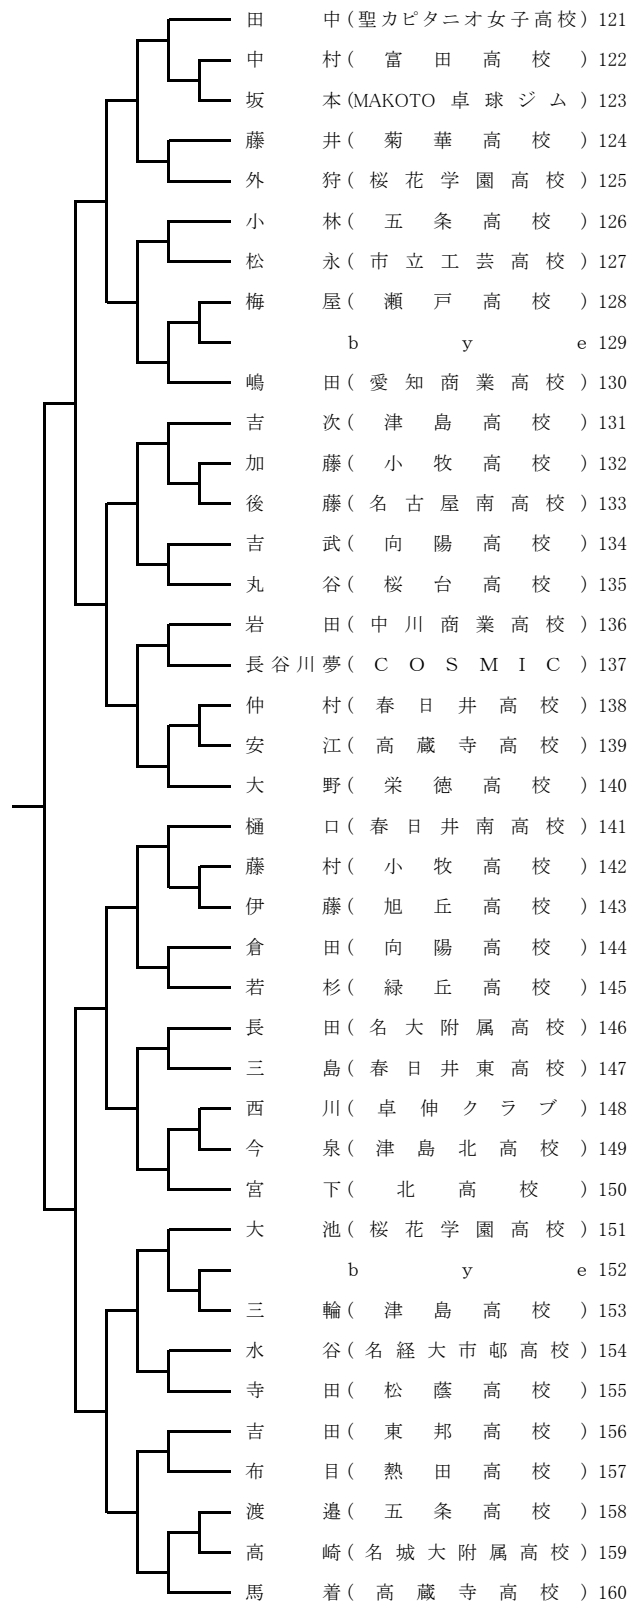 田中(聖カピタニオ女子高校) 121
中村(富田高校) 122
坂本(MAKOTO卓球ジム) 123
藤井(菊華高校) 124
外狩(桜花学園高校) 125
小林(五条高校) 126
松永(市立工芸高校) 127
梅屋(瀬戸高校) 128
bye 129
嶋田(愛知商業高校) 130
吉次(津島高校) 131
加藤(小牧高校) 132
後藤(名古屋南高校) 133
吉武(向陽高校) 134
丸谷(桜台高校) 135
岩田(中川商業高校) 136
長谷川夢(COSMIC) 137
仲村(春日井高校) 138
安江(高蔵寺高校) 139
大野(栄徳高校) 140
樋口(春日井南高校) 141
藤村(小牧高校) 142
伊藤(旭丘高校) 143
倉田(向陽高校) 144
若杉(緑丘高校) 145
長田(名大附属高校) 146
三島(春日井東高校) 147
西川(卓伸クラブ) 148
今泉(津島北高校) 149
宮下(北高校) 150
大池(桜花学園高校) 151
bye 152
三輪(津島高校) 153
水谷(名経大市邨高校) 154
寺田(松蔭高校) 155
吉田(東邦高校) 156
布目(熱田高校) 157
渡邉(五条高校) 158
高崎(名城大附属高校) 159
馬着(高蔵寺高校) 160